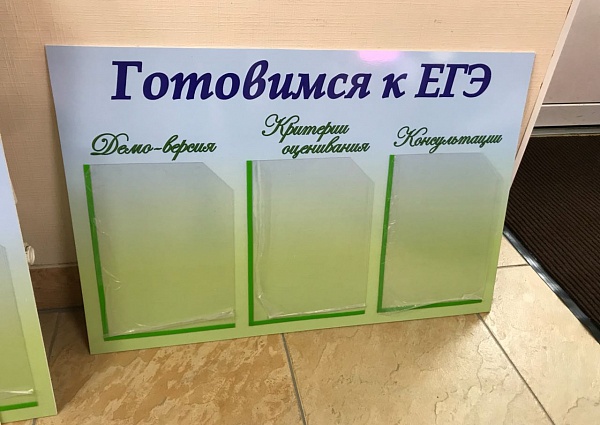 Готовимся к ЕГЭ
Демо-версия
Критерии
оценивания
Консультации